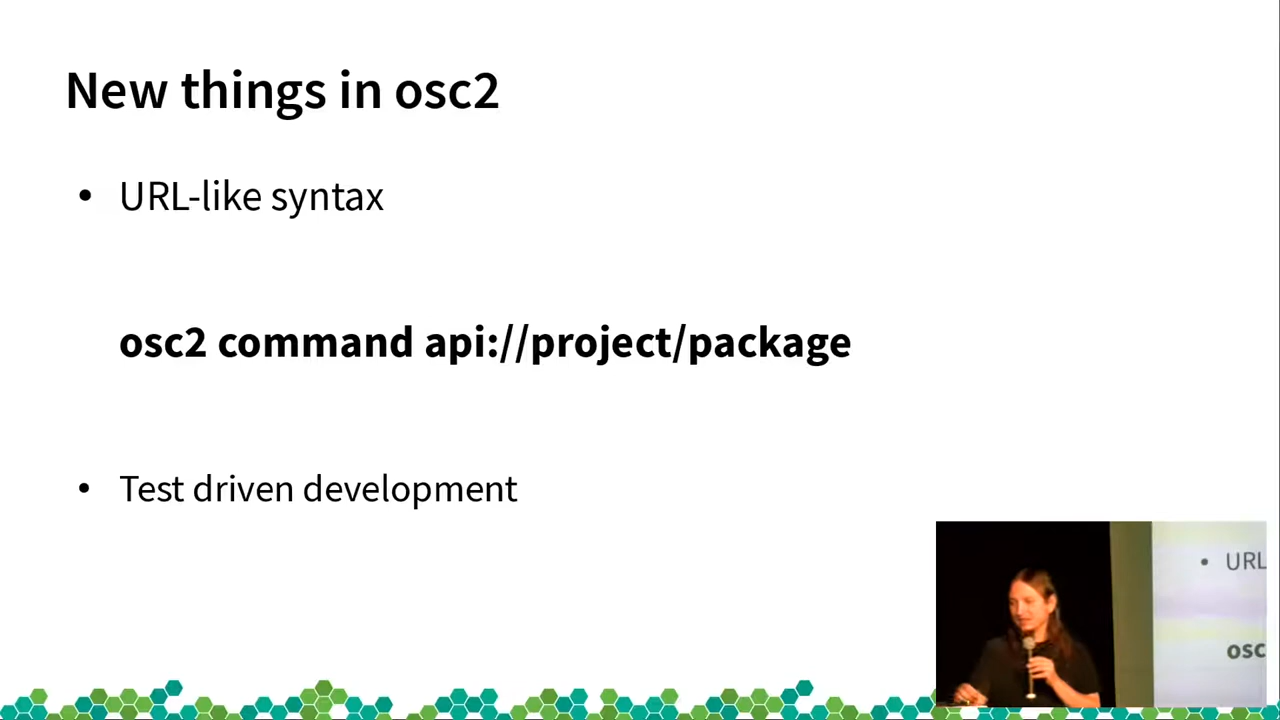 New things in osc2
• URL-like syntax
osc2 command api://project/package
• Test driven development
• URL
osc